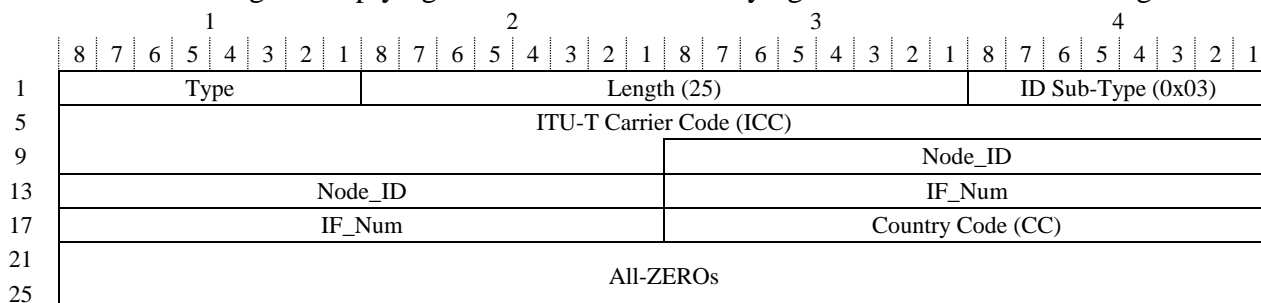 1 2 3 4
8 7 6 5 4 3 2 1 8 7 6 5 4 3 2 1 8 7 6 5 4 3 2 1 8 7 6 5 4 3 2 1
1 Type Length (25) ID Sub-Type (0x03)
5 ITU-T Carrier Code (ICC)
9 Node_ID
13 Node_ID IF_Num
17 IF_Num Country Code (CC)
21
All-ZEROs
25